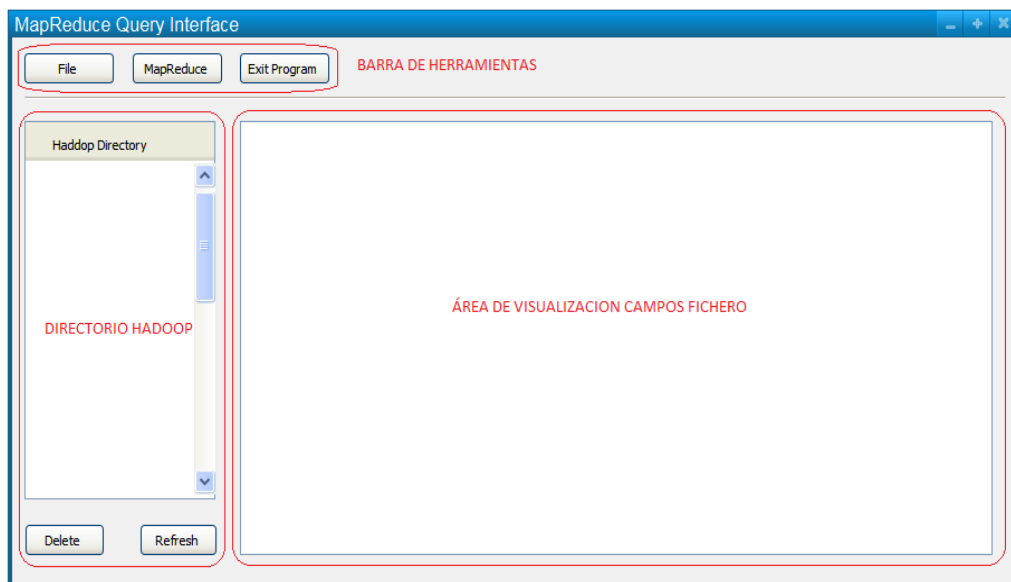 MapReduce Query Interface
File MapReduce Exit Program BARRA DE HERRAMIENTAS
Haddop Directory
DIRECTORIO HADOOP
ÁREA DE VISUALIZACION CAMPOS FICHERO
Delete Refresh